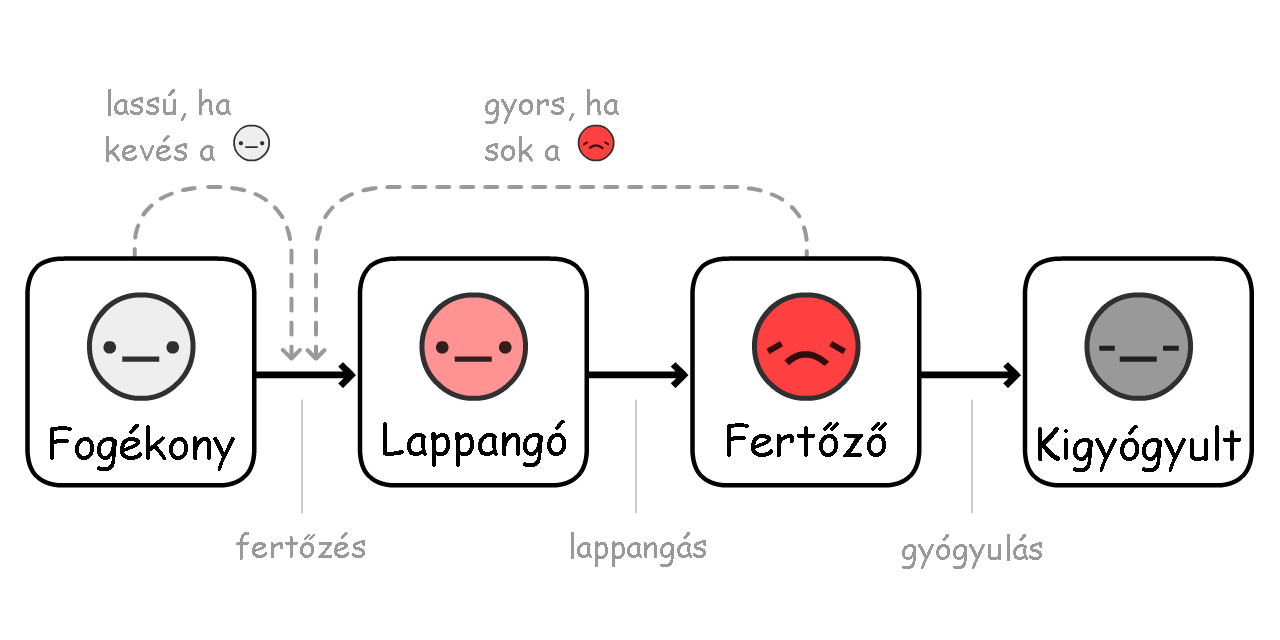 lassú, ha
kevés a
gyors, ha
sok a
Fogékony
Lappangó
Fertőző
Kigyógyult
fertőzés
lappangás
gyógyulás